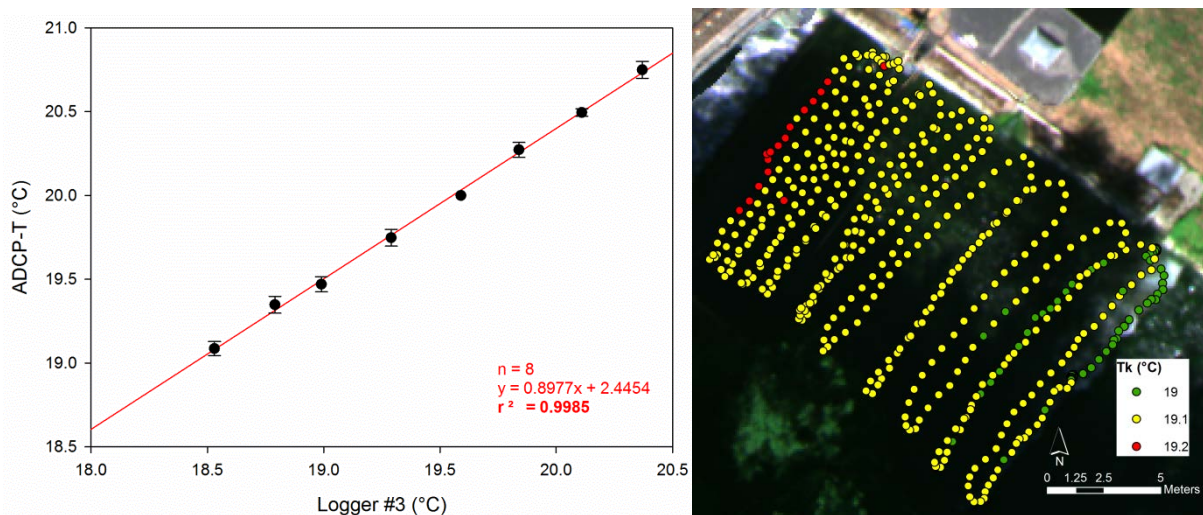 21.0
20.5
20.0
19.5
19.0
18.5
18.0 18.5 19.0 19.5 20.0 20.5
ADCP-T (°C)
Logger #3 (°C)
n = 8
y = 0.8977x + 2.4454
r² = 0.9985
Tk (°C)
19
19.1
19.2
N
0 1.25 2.5 5
Meters